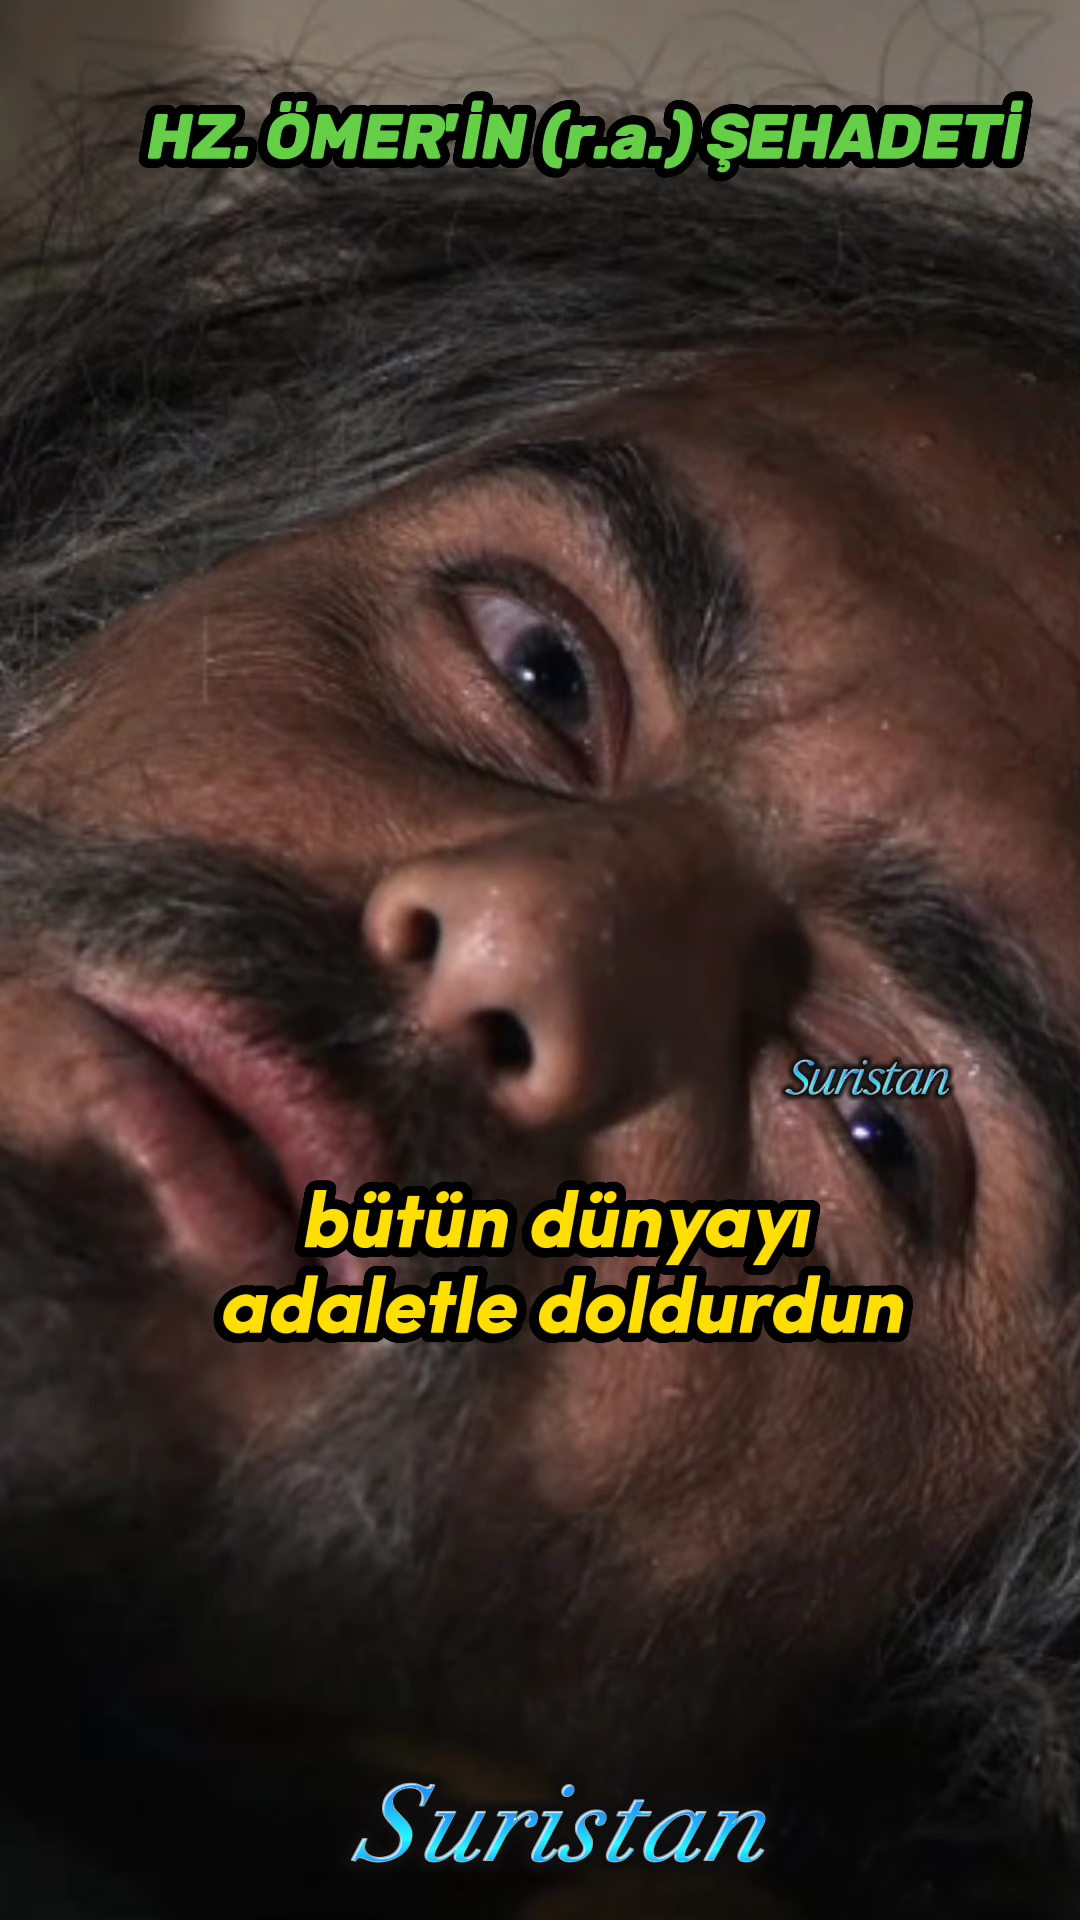 HZ. ÖMER'İN (r.a.) ŞEHADETİ
Suristan
bütün dünyayı
adaletle doldurdun
Suristan